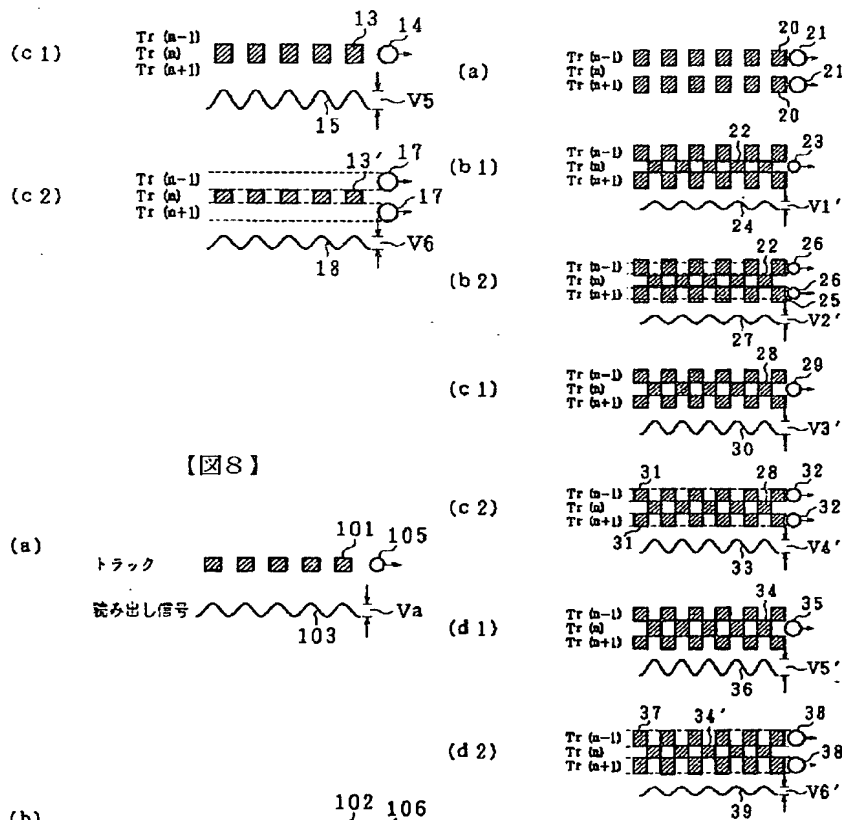 (c 1)
Tr (n-1)
Tr (n)
Tr (n+1)
13
14
15
V5
(c 2)
Tr (n-1)
Tr (n)
Tr (n+1)
13'
17
17
18
V6
【図8】
(a)
トラック
101
105
読み出し信号
103
Va
(b)
102
106
(a)
Tr (n-1)
Tr (n)
Tr (n+1)
20
21
21
20
(b 1)
Tr (n-1)
Tr (n)
Tr (n+1)
22
23
24
V1'
(b 2)
Tr (n-1)
Tr (n)
Tr (n+1)
22
26
26
25
27
V2'
(c 1)
Tr (n-1)
Tr (n)
Tr (n+1)
28
29
30
V3'
(c 2)
31
Tr (n-1)
Tr (n)
Tr (n+1)
31
28
32
32
33
V4'
(d 1)
Tr (n-1)
Tr (n)
Tr (n+1)
34
35
36
V5'
(d 2)
37
Tr (n-1)
Tr (n)
Tr (n+1)
34'
38
38
39
V6'